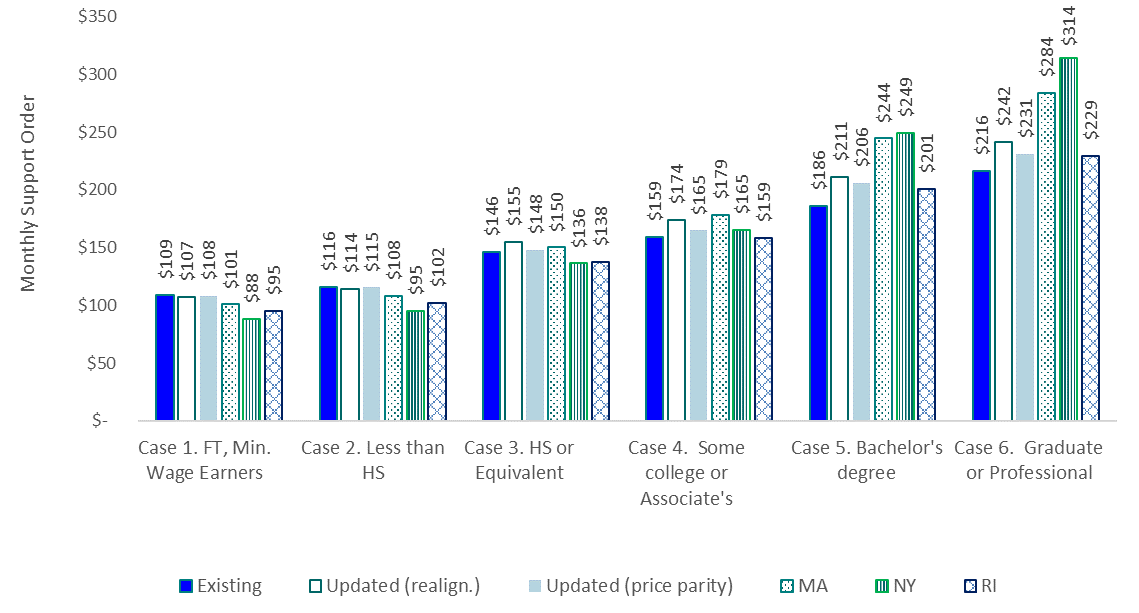 $350
$300
$250
$200
$150
$100
$50
$-
Monthly Support Order
$109
$107
$108
$101
$88
$95
$116
$114
$115
$108
$95
$102
$146
$155
$148
$150
$136
$138
$159
$174
$165
$179
$165
$159
$186
$211
$206
$244
$249
$201
$216
$242
$231
$284
$314
$229
Case 1. FT, Min.
Wage Earners
Case 2. Less than
HS
Case 3. HS or
Equivalent
Case 4.  Some
college or
Associate's
Case 5. Bachelor's
degree
Case 6.  Graduate
or Professional
Existing
Updated (realign.)
Updated (price parity)
MA
NY
RI